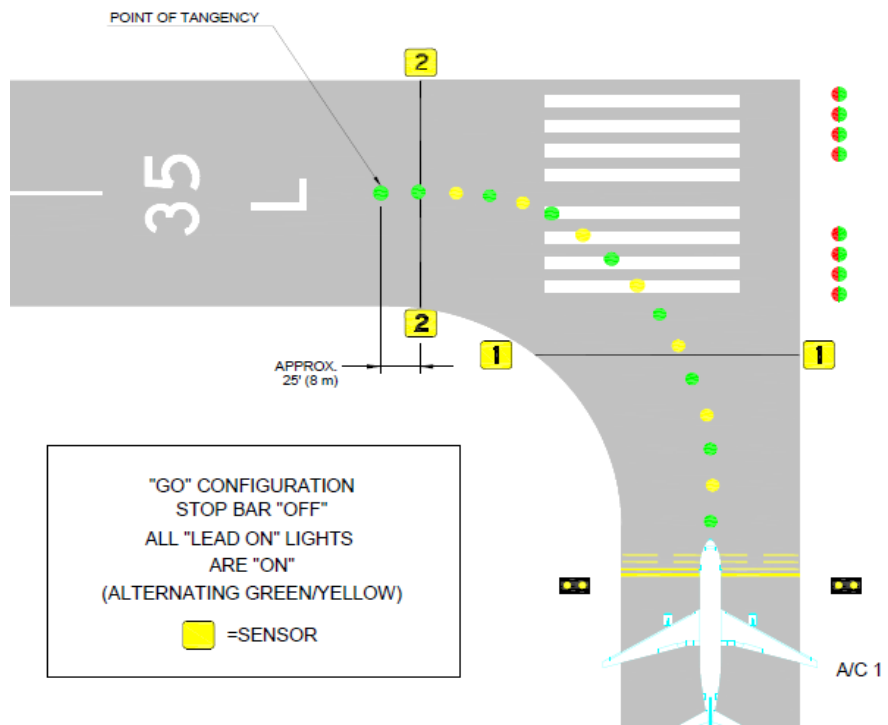 POINT OF TANGENCY
2
35
L
2
1
1
APPROX.
25' (8 m)
"GO" CONFIGURATION
STOP BAR "OFF"
ALL "LEAD ON" LIGHTS
ARE "ON"
(ALTERNATING GREEN/YELLOW)
=SENSOR
A/C 1